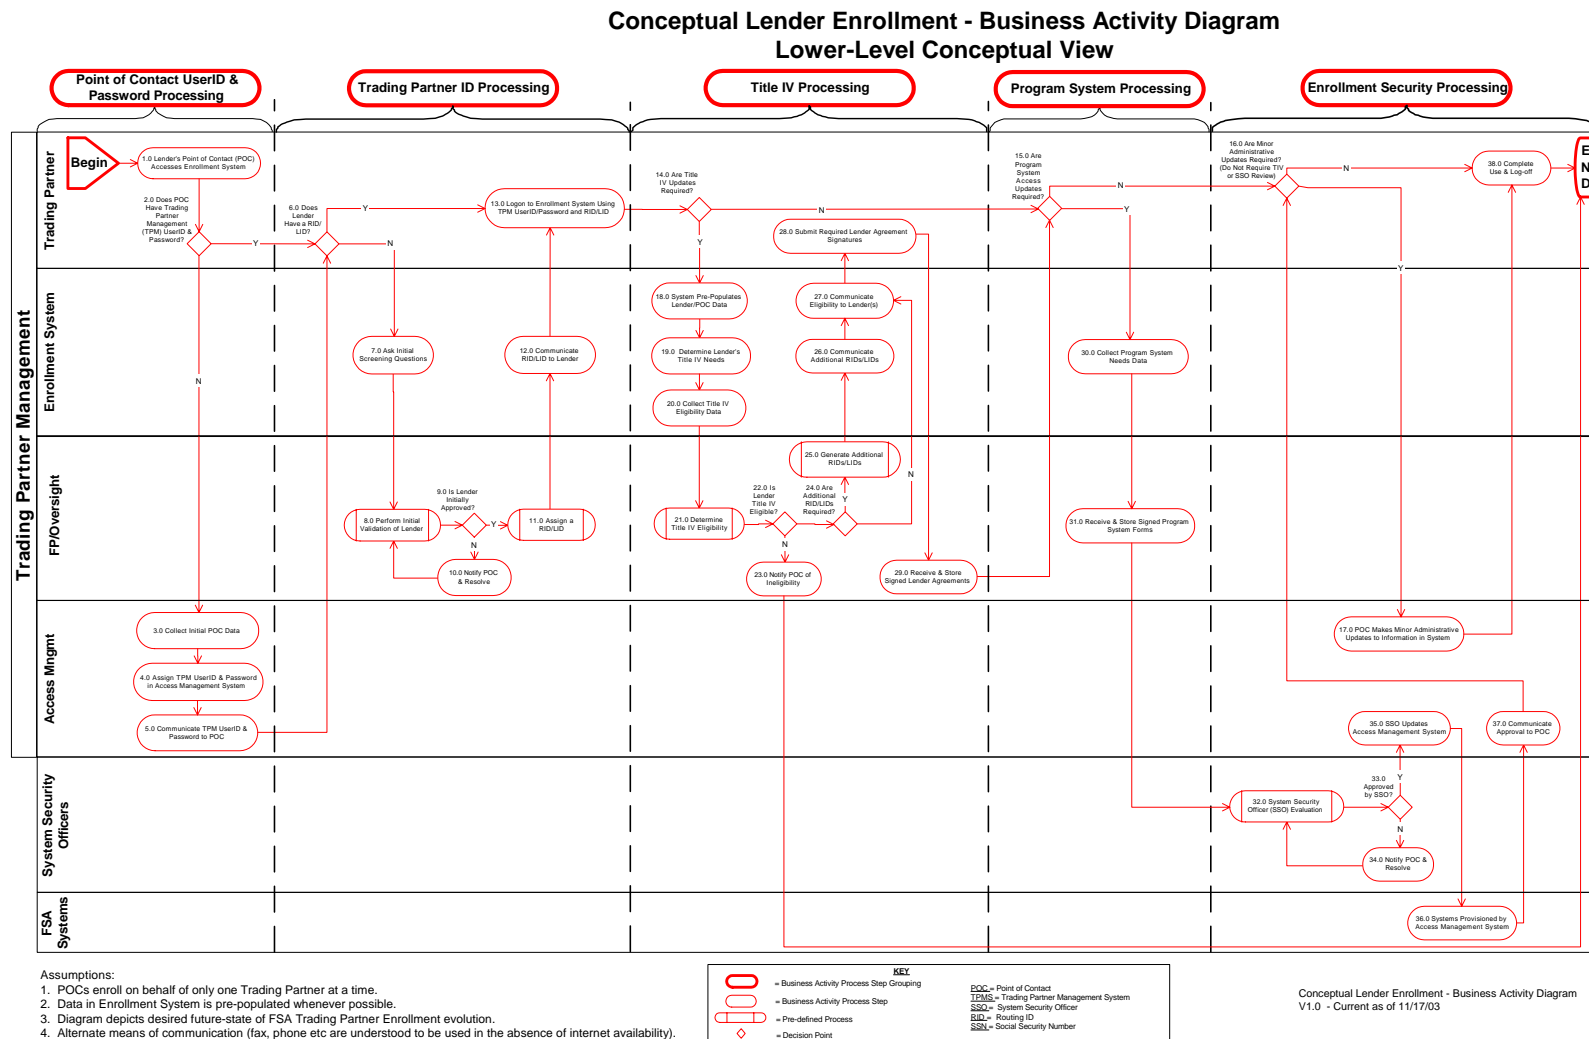 Conceptual Lender Enrollment - Business Activity Diagram
Lower-Level Conceptual View
Point of Contact UserID &
Password Processing
Trading Partner ID Processing
Title IV Processing
Program System Processing
Enrollment Security Processing
Trading Partner Management
Trading Partner
Begin
1.0 Lender's Point of Contact (POC)
Accesses Enrollment System
2.0 Does POC
Have Trading
Partner
Management
(TPM) UserID &
Password?
Y
N
6.0 Does
Lender
Have a RID/
LID?
Y
N
13.0 Logon to Enrollment System Using
TPM UserID/Password and RID/LID
14.0 Are Title
IV Updates
Required?
N
Y
28.0 Submit Required Lender Agreement
Signatures
15.0 Are
Program
System
Access
Updates
Required?
N
Y
16.0 Are Minor
Administrative
Updates Required?
(Do Not Require TIV
or SSO Review)
N
Y
38.0 Complete
Use & Log-off
E
N
D
Enrollment System
7.0 Ask Initial
Screening Questions
12.0 Communicate
RID/LID to Lender
18.0 System Pre-Populates
Lender/POC Data
19.0 Determine Lender's
Title IV Needs
20.0 Collect Title IV
Eligibility Data
27.0 Communicate
Eligibility to Lender(s)
26.0 Communicate
Additional RIDs/LIDs
30.0 Collect Program System
Needs Data
FP/Oversight
8.0 Perform Initial
Validation of Lender
9.0 Is Lender
Initially
Approved?
Y
N
10.0 Notify POC
& Resolve
11.0 Assign a
RID/LID
21.0 Determine
Title IV Eligibility
22.0 Is
Lender
Title IV
Eligible?
N
23.0 Notify POC of
Ineligibility
24.0 Are
Additional
RID/LIDs
Required?
Y
N
25.0 Generate Additional
RIDs/LIDs
29.0 Receive & Store
Signed Lender Agreements
31.0 Receive & Store Signed Program
System Forms
Access Mngmt
3.0 Collect Initial POC Data
4.0 Assign TPM UserID & Password
in Access Management System
5.0 Communicate TPM UserID &
Password to POC
17.0 POC Makes Minor Administrative
Updates to Information in System
35.0 SSO Updates
Access Management System
37.0 Communicate
Approval to POC
System Security
Officers
32.0 System Security
Officer (SSO) Evaluation
33.0
Approved
by SSO?
Y
N
34.0 Notify POC &
Resolve
FSA
Systems
36.0 Systems Provisioned by
Access Management System
Assumptions:
1. POCs enroll on behalf of only one Trading Partner at a time.
2. Data in Enrollment System is pre-populated whenever possible.
3. Diagram depicts desired future-state of FSA Trading Partner Enrollment evolution.
4. Alternate means of communication (fax, phone etc are understood to be used in the absence of internet availability).
KEY
= Business Activity Process Step Grouping
= Business Activity Process Step
= Pre-defined Process
= Decision Point
POC = Point of Contact
TPMS = Trading Partner Management System
SSO = System Security Officer
RID = Routing ID
SSN = Social Security Number
Conceptual Lender Enrollment - Business Activity Diagram
V1.0 - Current as of 11/17/03